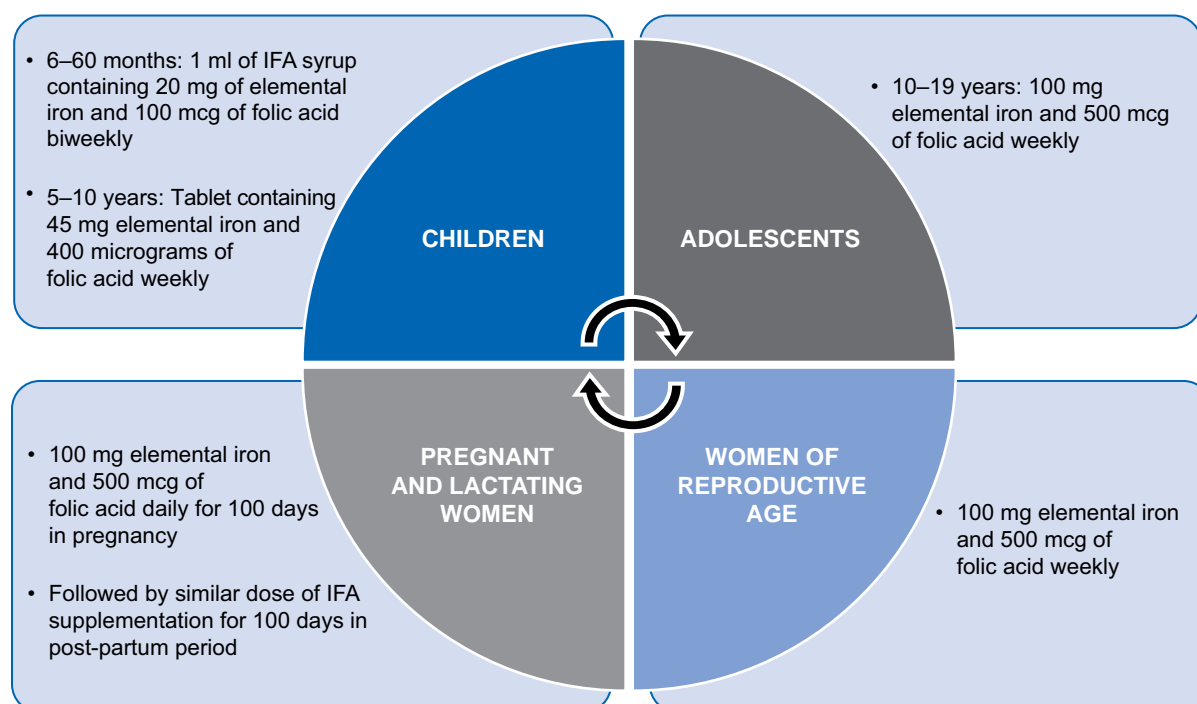 • 6–60 months: 1 ml of IFA syrup
containing 20 mg of elemental
iron and 100 mcg of folic acid
biweekly
• 5–10 years: Tablet containing
45 mg elemental iron and
400 micrograms of
folic acid weekly
CHILDREN
ADOLESCENTS
• 10–19 years: 100 mg
elemental iron and 500 mcg
of folic acid weekly
• 100 mg elemental iron
and 500 mcg of
folic acid daily for 100 days
in pregnancy
• Followed by similar dose of IFA
supplementation for 100 days in
post-partum period
PREGNANT
AND LACTATING
WOMEN
WOMEN OF
REPRODUCTIVE
AGE
• 100 mg elemental iron
and 500 mcg of
folic acid weekly